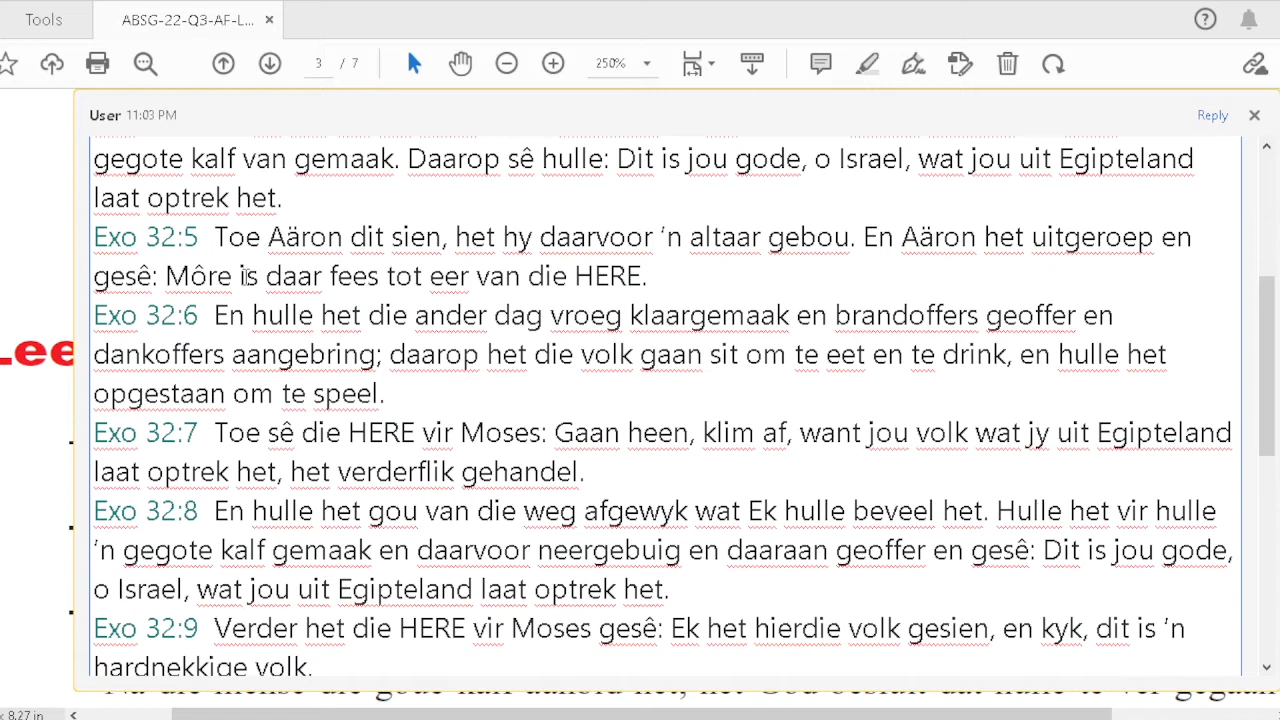 Tools
ABSG-22-Q3-AF-L... ×
3 / 7
250%
User 11:03 PM
Reply
gegote kalf van gemaak. Daarop sê hulle: Dit is jou gode, o Israel, wat jou uit Egipteland
laat optrek het.
Exo 32:5 Toe Aäron dit sien, het hy daarvoor ’n altaar gebou. En Aäron het uitgeroep en
gesê: Môre is daar fees tot eer van die HERE.
Exo 32:6 En hulle het die ander dag vroeg klaargemaak en brandoffers geoffer en
dankoffers aangebring; daarop het die volk gaan sit om te eet en te drink, en hulle het
opgestaan om te speel.
Exo 32:7 Toe sê die HERE vir Moses: Gaan heen, klim af, want jou volk wat jy uit Egipteland
laat optrek het, het verderflik gehandel.
Exo 32:8 En hulle het gou van die weg afgewyk wat Ek hulle beveel het. Hulle het vir hulle
’n gegote kalf gemaak en daarvoor neergebuig en daaraan geoffer en gesê: Dit is jou gode,
o Israel, wat jou uit Egipteland laat optrek het.
Exo 32:9 Verder het die HERE vir Moses gesê: Ek het hierdie volk gesien, en kyk, dit is ’n
hardnekkige volk.
Lee
x 8,27 in